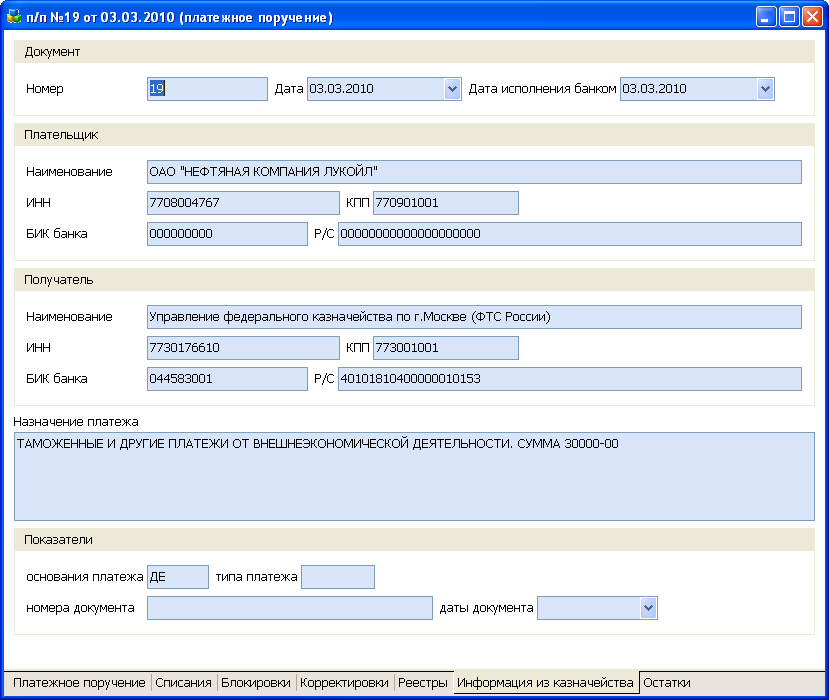 п/п №19 от 03.03.2010 (платежное поручение)
Документ
Номер 19 Дата 03.03.2010 Дата исполнения банком 03.03.2010
Плательщик
Наименование ОАО "НЕФТЯНАЯ КОМПАНИЯ ЛУКОЙЛ"
ИНН 7708004767 КПП 770901001
БИК банка 000000000 Р/С 00000000000000000000
Получатель
Наименование Управление федерального казначейства по г.Москве (ФТС России)
ИНН 7730176610 КПП 773001001
БИК банка 044583001 Р/С 40101810400000010153
Назначение платежа
ТАМОЖЕННЫЕ И ДРУГИЕ ПЛАТЕЖИ ОТ ВНЕШНЕЭКОНОМИЧЕСКОЙ ДЕЯТЕЛЬНОСТИ. СУММА 30000-00
Показатели
основания платежа ДЕ типа платежа
номера документа даты документа
Платежное поручение Списания Блокировки Корректировки Реестры Информация из казначейства Остатки